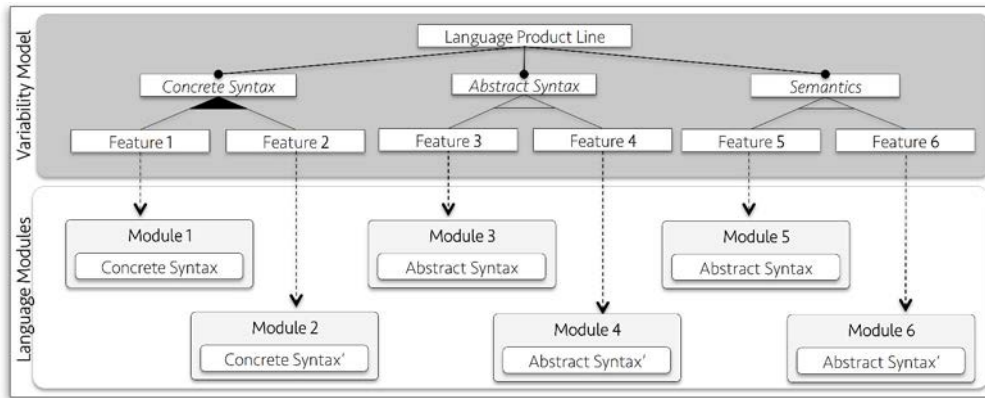 Variability Model
Language Product Line
Concrete Syntax
Abstract Syntax
Semantics
Feature 1
Feature 2
Feature 3
Feature 4
Feature 5
Feature 6
Language Modules
Module 1
Concrete Syntax
Module 3
Abstract Syntax
Module 5
Abstract Syntax
Module 2
Concrete Syntax'
Module 4
Abstract Syntax'
Module 6
Abstract Syntax'